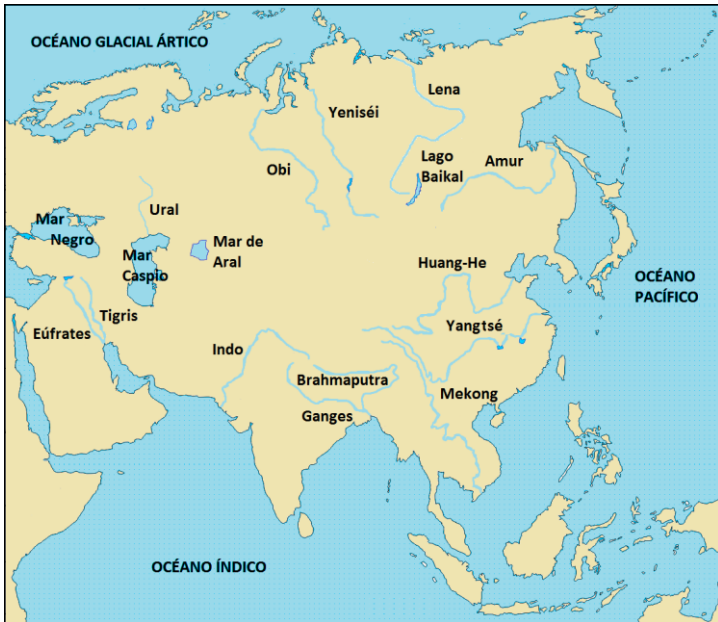 OCÉANO GLACIAL ÁRTICO
Lena
Yeniséi
Obi
Lago
Baikal
Amur
Ural
Mar
Negro
Mar de
Aral
Mar
Caspio
Huang-He
OCÉANO
PACÍFICO
Tigris
Eúfrates
Yangtsé
Indo
Brahmaputra
Mekong
Ganges
OCÉANO ÍNDICO